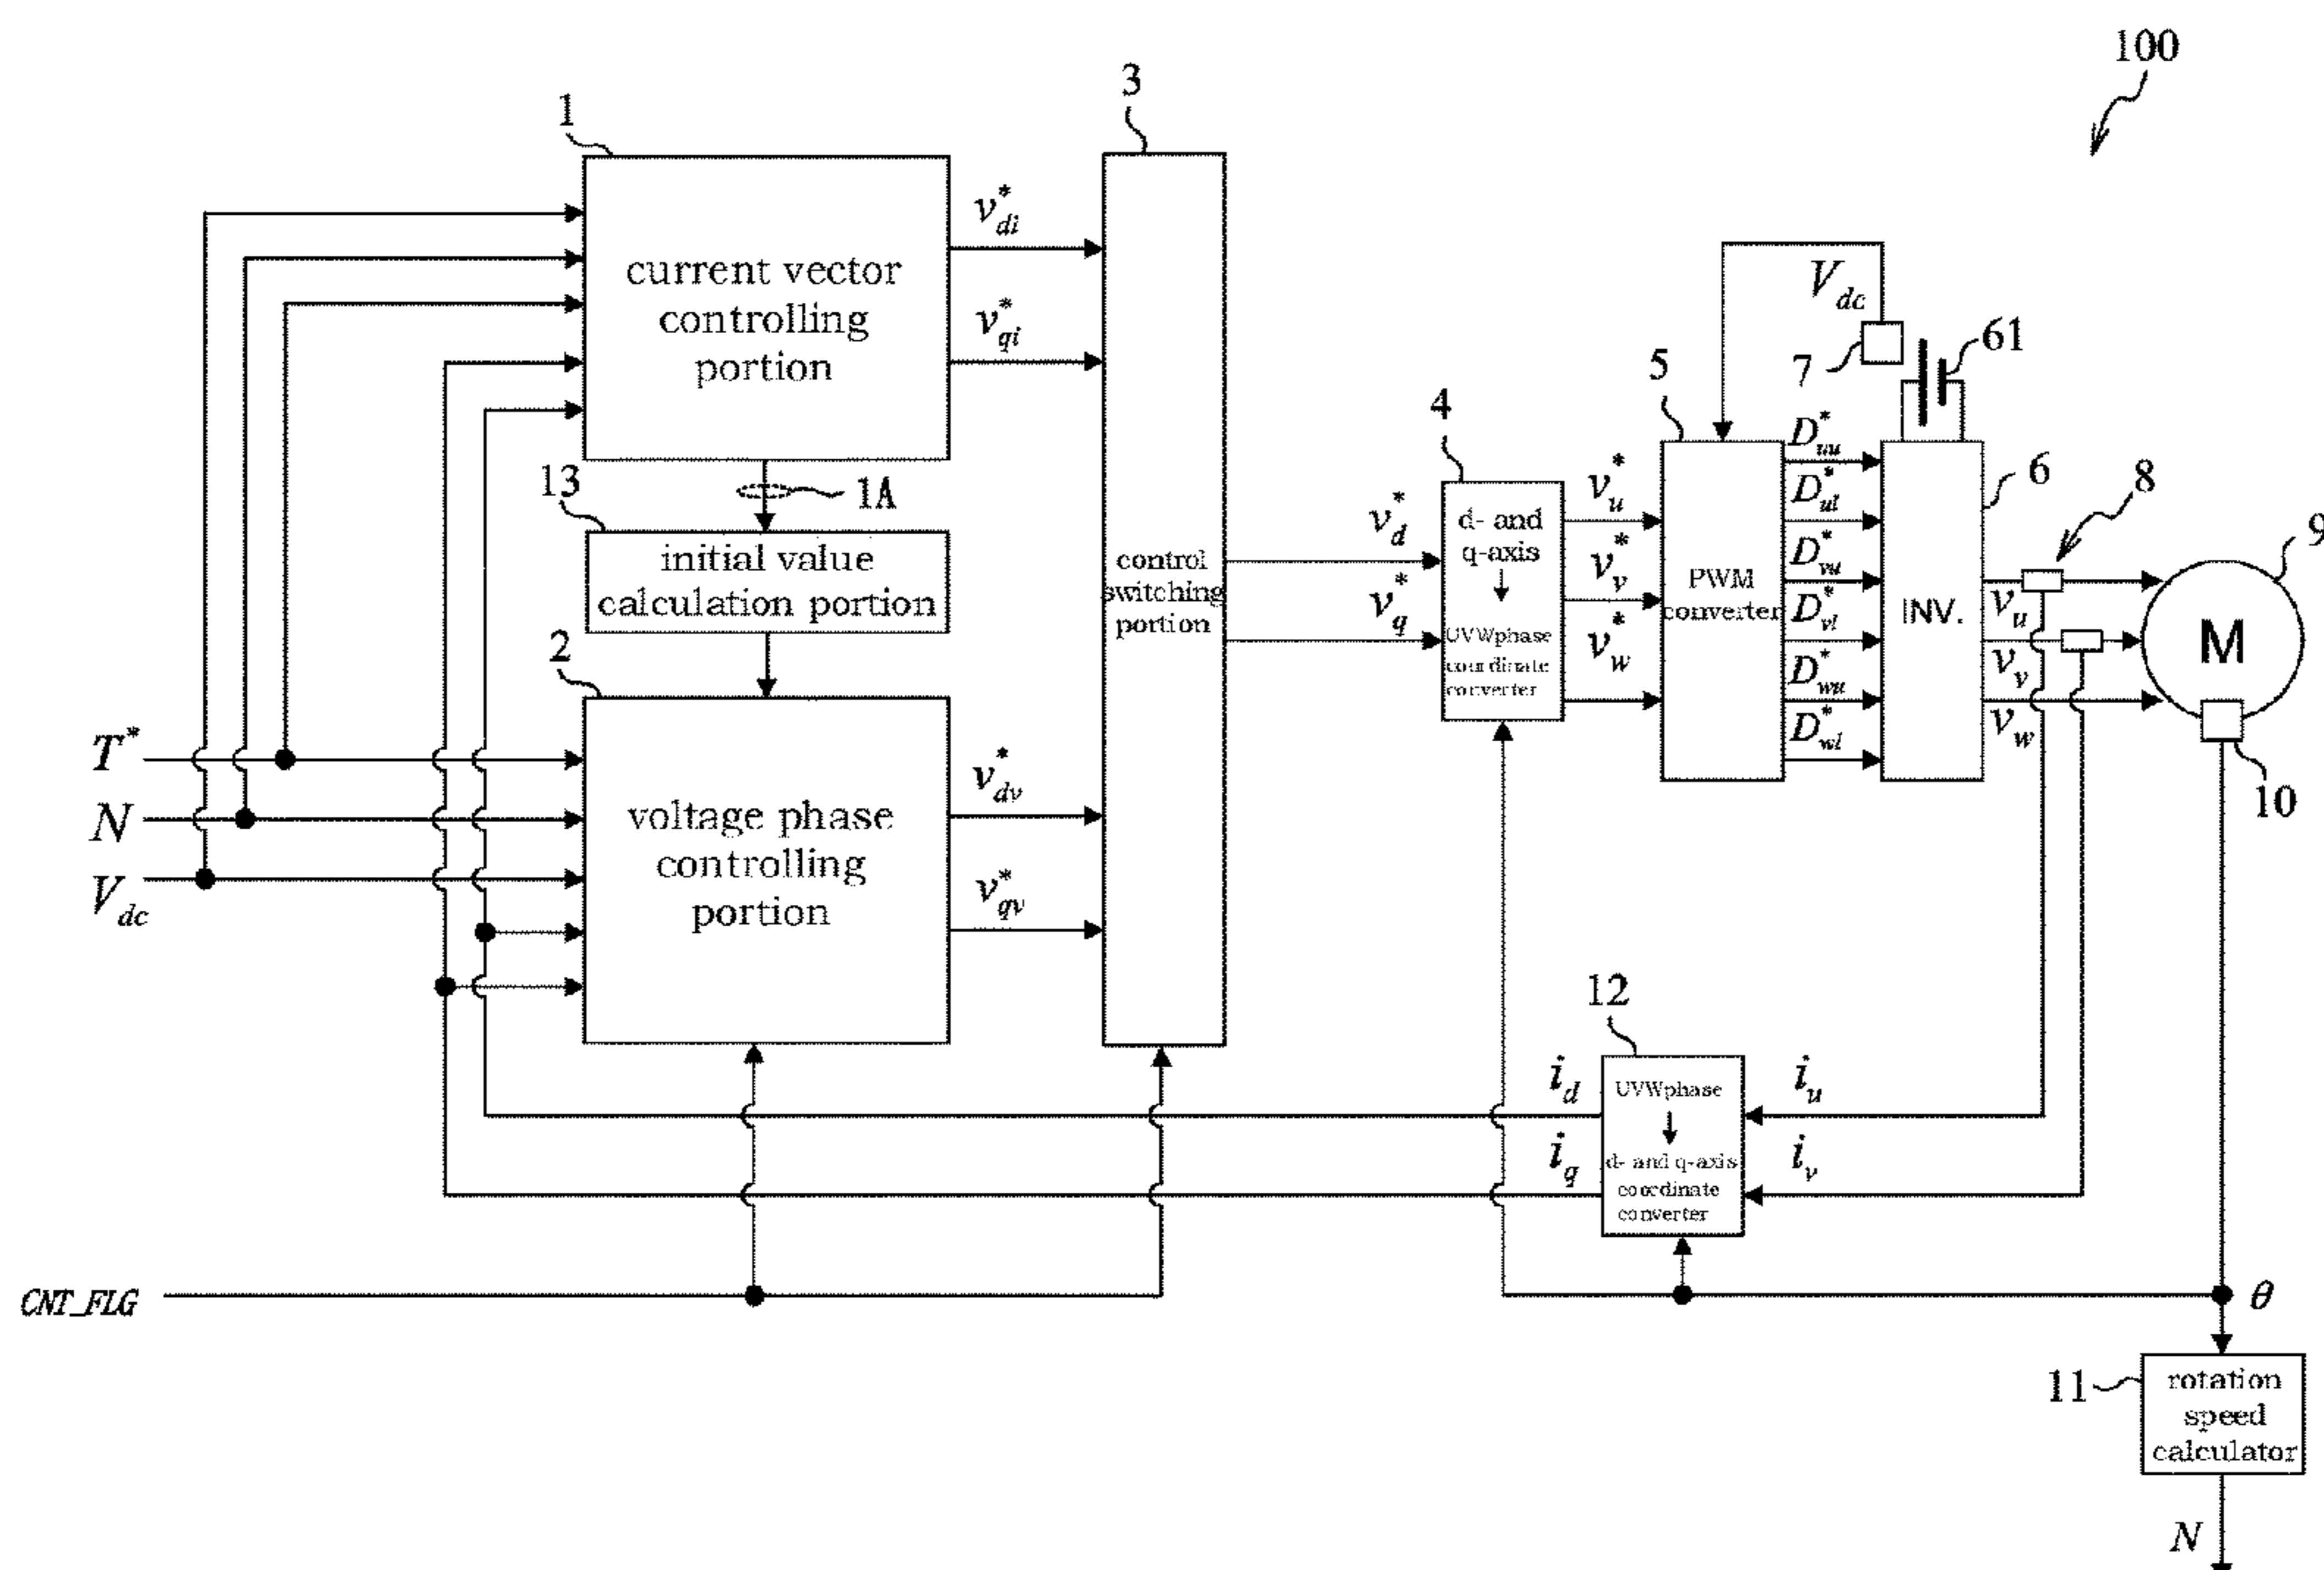 100
1
3
current vector
controlling
portion
v*di
v*qi
1A
13
initial value
calculation portion
2
voltage phase
controlling
portion
v*dv
v*qv
T*
N
Vdc
control
switching
portion
v*d
v*q
4
d- and
q-axis
↓
UVWphase
coordinate
converter
v*u
v*v
v*w
5
PWM
converter
Vdc
7
61
D*uu
D*ul
D*vu
D*vl
D*wu
D*wl
6
INV.
8
vu
vv
vw
9
M
10
12
UVWphase
↓
d- and q-axis
coordinate
converter
id
iq
iu
iv
CNT_FLG
θ
11
rotation
speed
calculator
N